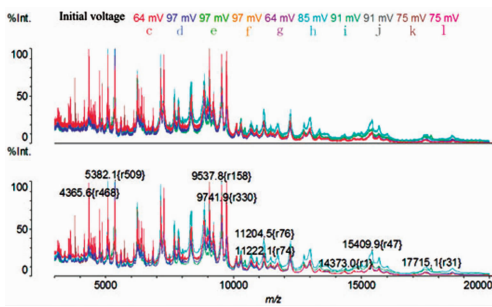 Initial voltage 64 mV 97 mV 97 mV 97 mV 64 mV 85 mV 91 mV 91 mV 75 mV 75 mV
c d e f g h i j k l
%Int.
100
50
0
%Int.
100
50
0
5382.1{r509}
4365.6{r468}
9537.8{r158}
9741.9{r330}
11204.5{r76}
11222.1{r74}
14373.0{r1
15409.9{r47}
17715.1{r31}
5000 10000 15000 20000
m/z